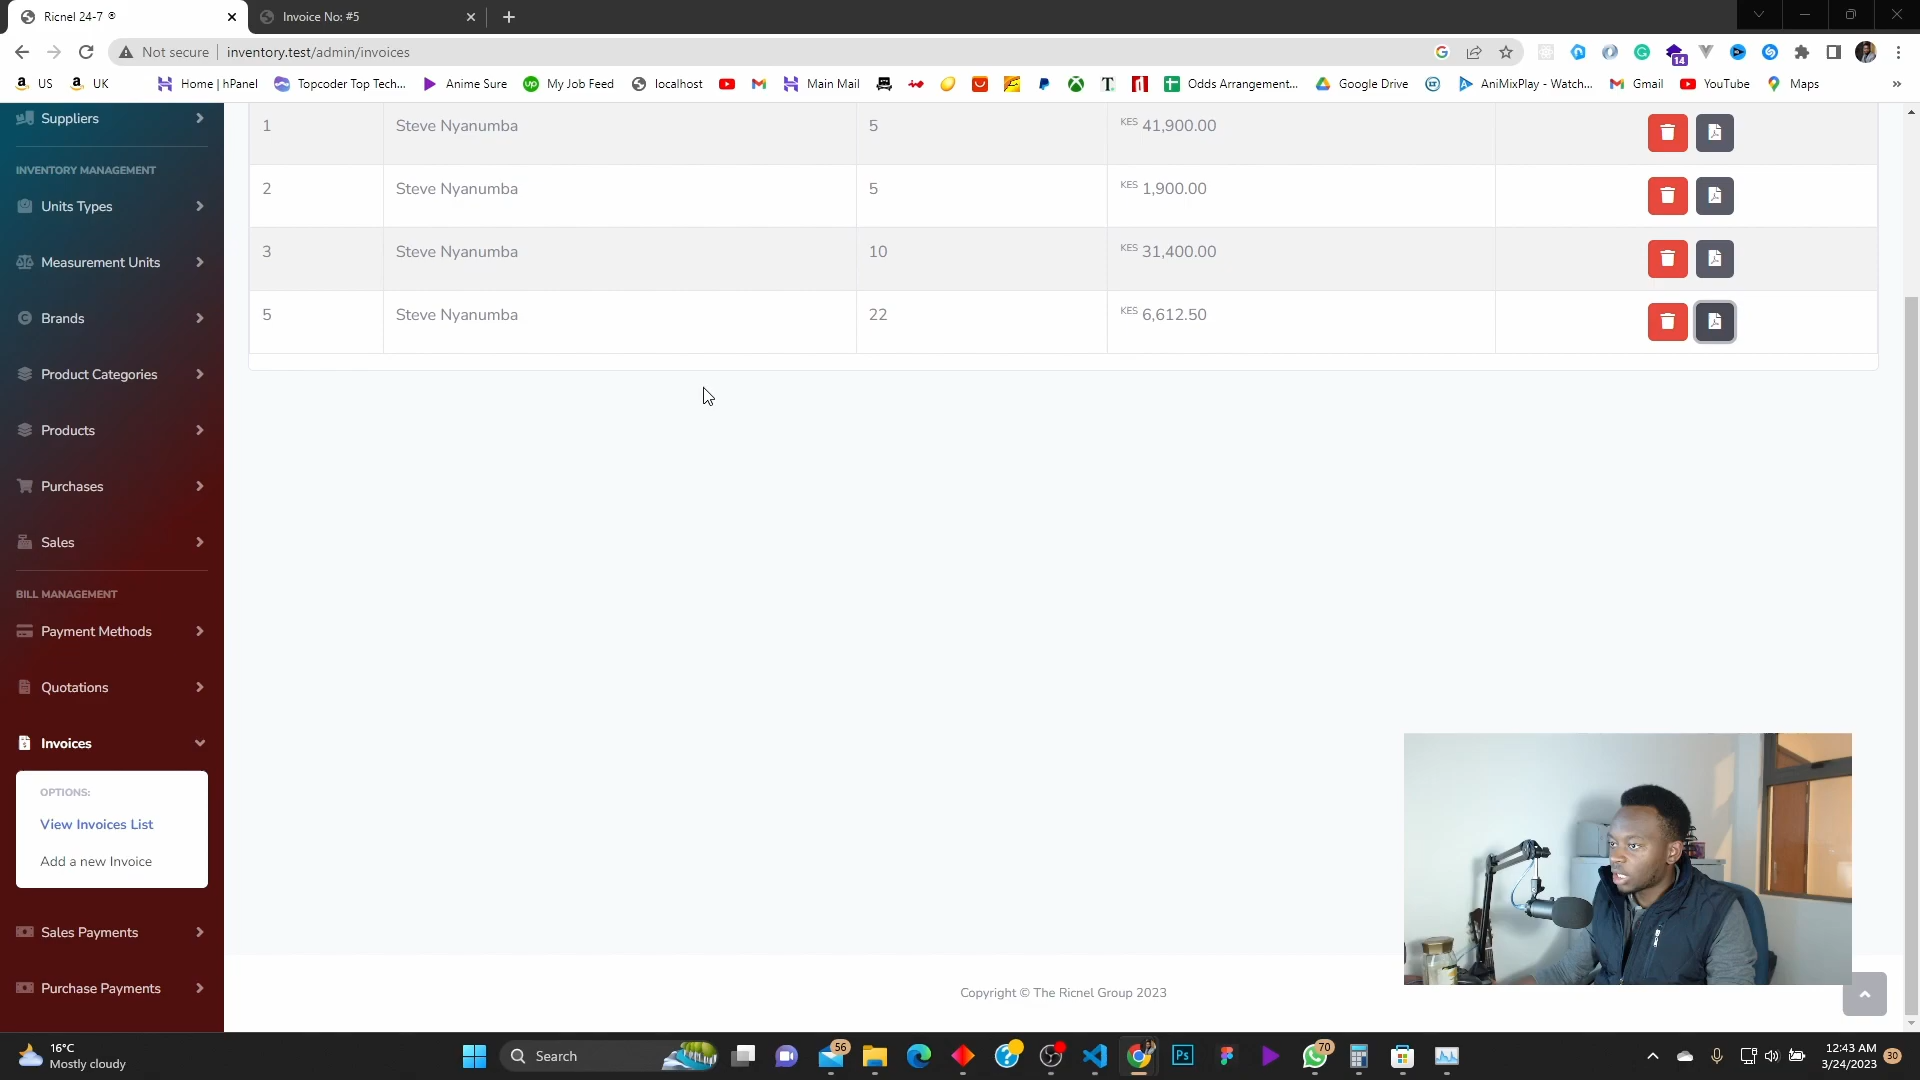 Ricnel 24-7 ®
Invoice No: #5
Not secure
inventory.test/admin/invoices
14
US
UK
Home | hPanel
Topcoder Top Tech...
Anime Sure
My Job Feed
localhost
Main Mail
Odds Arrangement...
Google Drive
AniMixPlay - Watch...
Gmail
YouTube
Maps
»
Suppliers
INVENTORY MANAGEMENT
Units Types
Measurement Units
Brands
Product Categories
Products
Purchases
Sales
BILL MANAGEMENT
Payment Methods
Quotations
Invoices
OPTIONS:
View Invoices List
Add a new Invoice
Sales Payments
Purchase Payments
1 Steve Nyanumba 5 KES 41,900.00
2 Steve Nyanumba 5 KES 1,900.00
3 Steve Nyanumba 10 KES 31,400.00
5 Steve Nyanumba 22 KES 6,612.50
Copyright © The Ricnel Group 2023
16°C
Mostly cloudy
Search
56
Ps
70
12:43 AM
3/24/2023
30